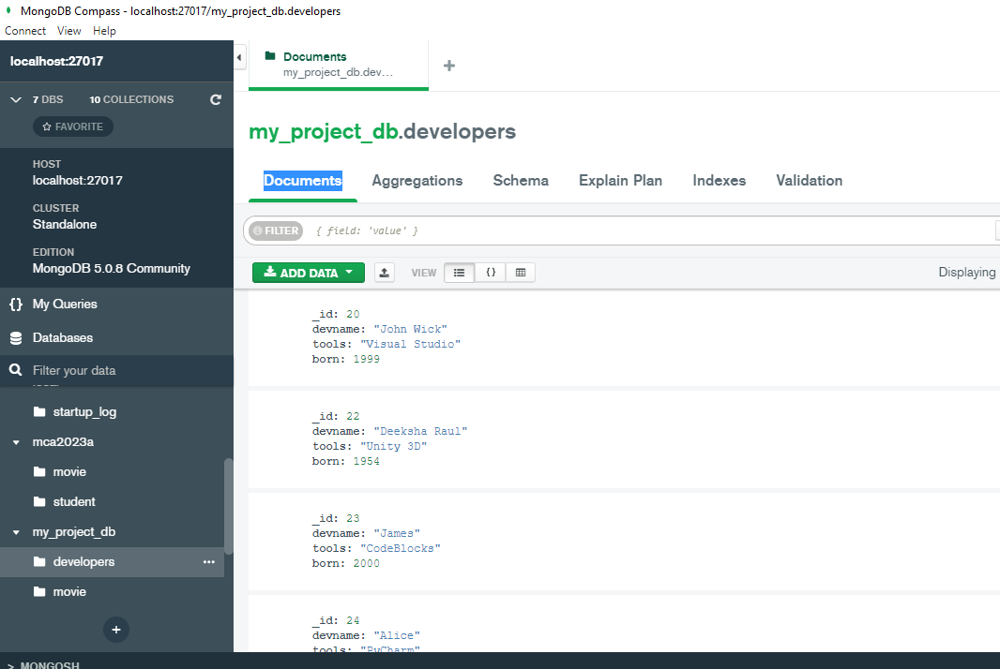 MongoDB Compass - localhost:27017/my_project_db.developers
Connect View Help
localhost:27017
7 DBS 10 COLLECTIONS
FAVORITE
HOST
localhost:27017
CLUSTER
Standalone
EDITION
MongoDB 5.0.8 Community
{} My Queries
Databases
Filter your data
startup_log
mca2023a
movie
student
my_project_db
developers ...
movie
+
> MONGOSH
Documents
my_project_db.dev...
+
my_project_db.developers
Documents Aggregations Schema Explain Plan Indexes Validation
FILTER { field: 'value' }
ADD DATA VIEW {} Displaying
_id: 20
devname: "John Wick"
tools: "Visual Studio"
born: 1999
_id: 22
devname: "Deeksha Raul"
tools: "Unity 3D"
born: 1954
_id: 23
devname: "James"
tools: "CodeBlocks"
born: 2000
_id: 24
devname: "Alice"
tools: "PyCharm"